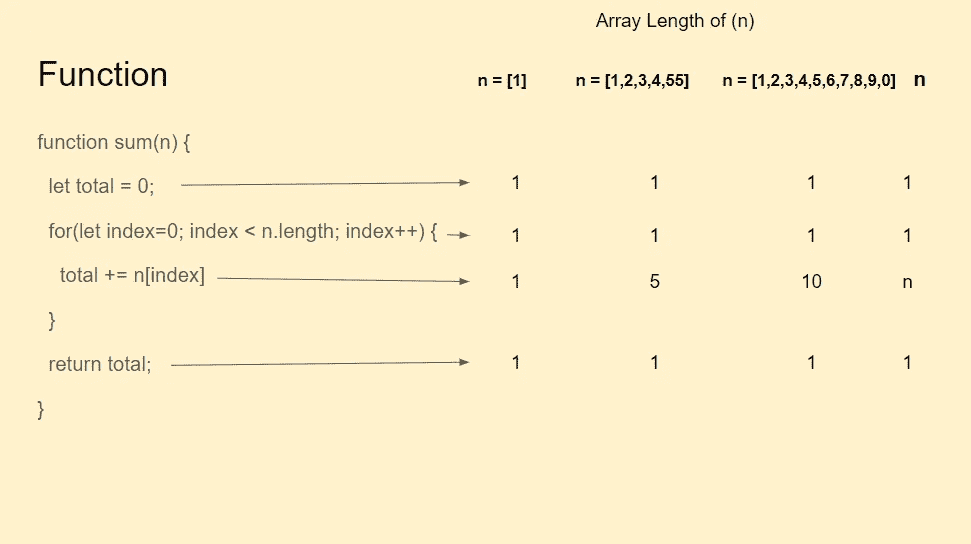 Array Length of (n)
Function n = [1] n = [1,2,3,4,55] n = [1,2,3,4,5,6,7,8,9,0] n
function sum(n) {
let total = 0; 1 1 1 1
for(let index=0; index < n.length; index++) { 1 1 1 1
total += n[index] 1 5 10 n
}
return total; 1 1 1 1
}